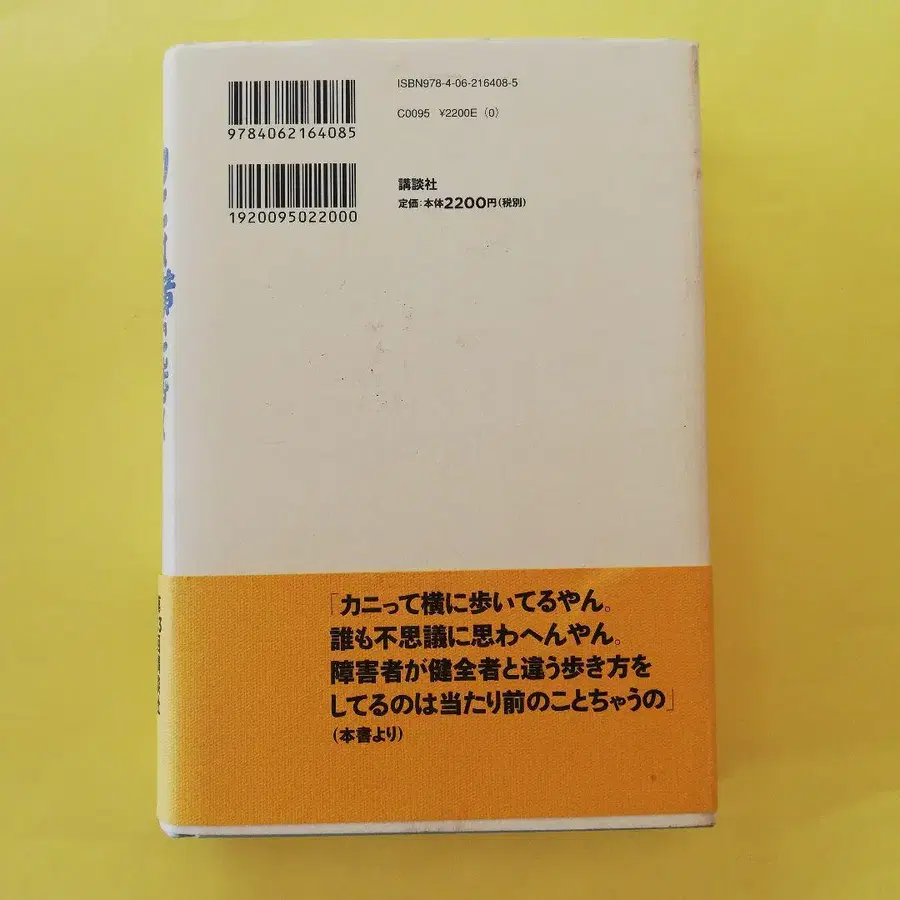 ISBN978-4-06-216408-5
C0095 ¥2200E (0)
9784062164085
1920095022000
講談社
定価:本体2200円(税別)
「カニって横に歩いてるやん。
誰も不思議に思わへんやん。
障害者が健全者と違う歩き方を
してるのは当たり前のことちゃうの」
(本書より)